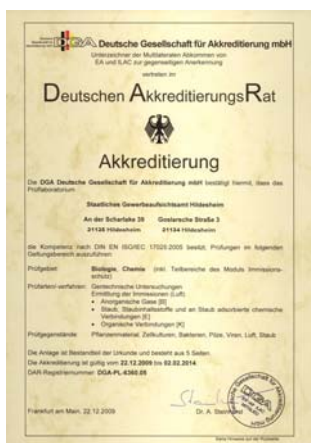 DGA Deutsche Gesellschaft für Akkreditierung mbH
Unterzeichner der Multilateralen Abkommen von
EA und ILAC zur gegenseitigen Anerkennung
vertreten im
Deutschen AkkreditierungsRat
Akkreditierung
Die DGA Deutsche Gesellschaft für Akkreditierung mbH bestätigt hiermit, dass das
Prüflaboratorium
Staatliches Gewerbeaufsichtsamt Hildesheim
An der Scharlake 39 Goslarsche Straße 3
31135 Hildesheim 31134 Hildesheim
die Kompetenz nach DIN EN ISO/IEC 17025:2005 besitzt, Prüfungen im folgenden
Geltungsbereich auszuführen:
Prüfgebiet: Biologie, Chemie (inkl. Teilbereiche des Moduls Immissions-
schutz)
Prüfarten/-verfahren: Gentechnische Untersuchungen
Ermittlung der Immissionen (Luft)
• Anorganische Gase [B]
• Staub, Staubinhaltsstoffe und an Staub adsorbierte chemische
Verbindungen [E]
• Organische Verbindungen [K]
Prüfgegenstände: Pflanzenmaterial, Zellkulturen, Bakterien, Pilze, Viren, Luft, Staub
Die Anlage ist Bestandteil der Urkunde und besteht aus 5 Seiten.
Die Akkreditierung ist gültig vom 22.12.2009 bis 02.02.2014.
DAR-Registriernummer: DGA-PL-6360.05
Frankfurt am Main, 22.12.2009 Dr. A. Steinhorst